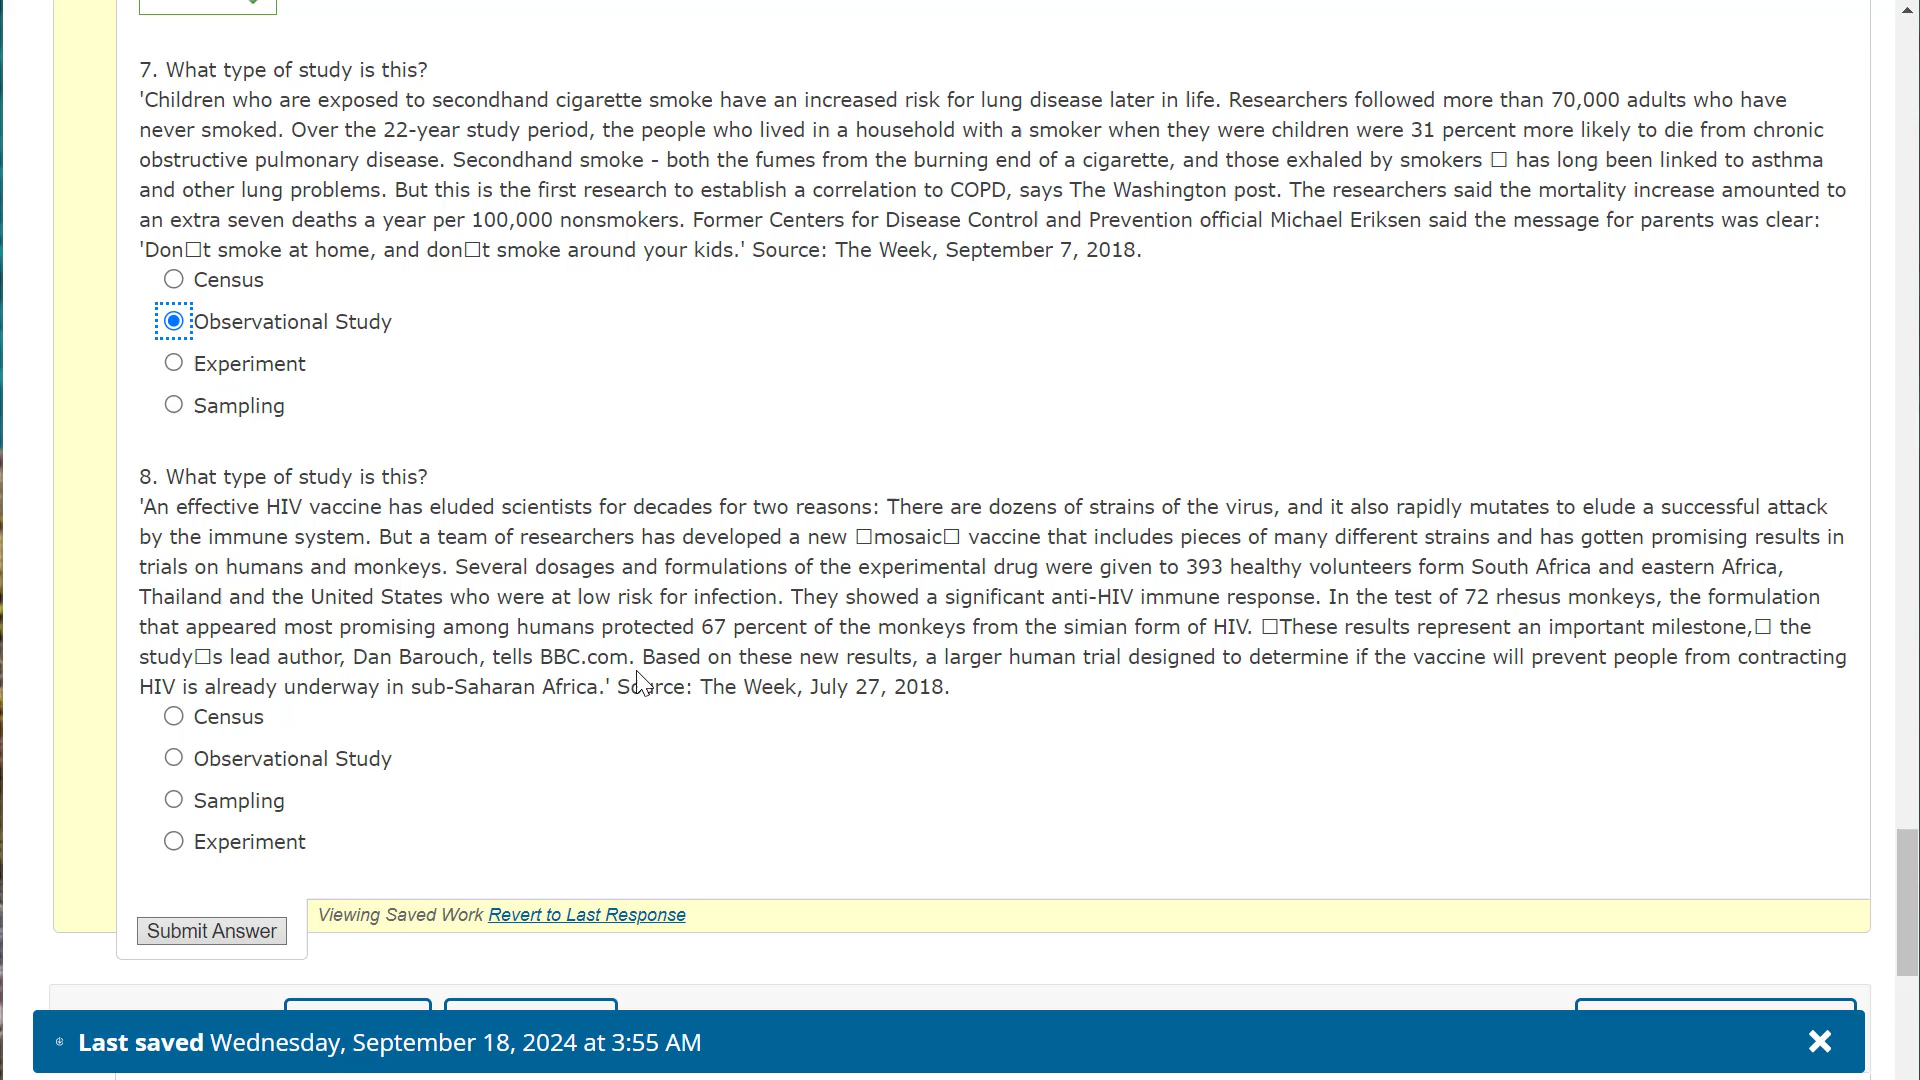 7. What type of study is this?
'Children who are exposed to secondhand cigarette smoke have an increased risk for lung disease later in life. Researchers followed more than 70,000 adults who have
never smoked. Over the 22-year study period, the people who lived in a household with a smoker when they were children were 31 percent more likely to die from chronic
obstructive pulmonary disease. Secondhand smoke - both the fumes from the burning end of a cigarette, and those exhaled by smokers □ has long been linked to asthma
and other lung problems. But this is the first research to establish a correlation to COPD, says The Washington post. The researchers said the mortality increase amounted to
an extra seven deaths a year per 100,000 nonsmokers. Former Centers for Disease Control and Prevention official Michael Eriksen said the message for parents was clear:
'Don□t smoke at home, and don□t smoke around your kids.' Source: The Week, September 7, 2018.
Census
Observational Study
Experiment
Sampling
8. What type of study is this?
'An effective HIV vaccine has eluded scientists for decades for two reasons: There are dozens of strains of the virus, and it also rapidly mutates to elude a successful attack
by the immune system. But a team of researchers has developed a new □mosaic□ vaccine that includes pieces of many different strains and has gotten promising results in
trials on humans and monkeys. Several dosages and formulations of the experimental drug were given to 393 healthy volunteers form South Africa and eastern Africa,
Thailand and the United States who were at low risk for infection. They showed a significant anti-HIV immune response. In the test of 72 rhesus monkeys, the formulation
that appeared most promising among humans protected 67 percent of the monkeys from the simian form of HIV. □These results represent an important milestone,□ the
study□s lead author, Dan Barouch, tells BBC.com. Based on these new results, a larger human trial designed to determine if the vaccine will prevent people from contracting
HIV is already underway in sub-Saharan Africa.' Source: The Week, July 27, 2018.
Census
Observational Study
Sampling
Experiment
Viewing Saved Work Revert to Last Response
Submit Answer
Last saved Wednesday, September 18, 2024 at 3:55 AM